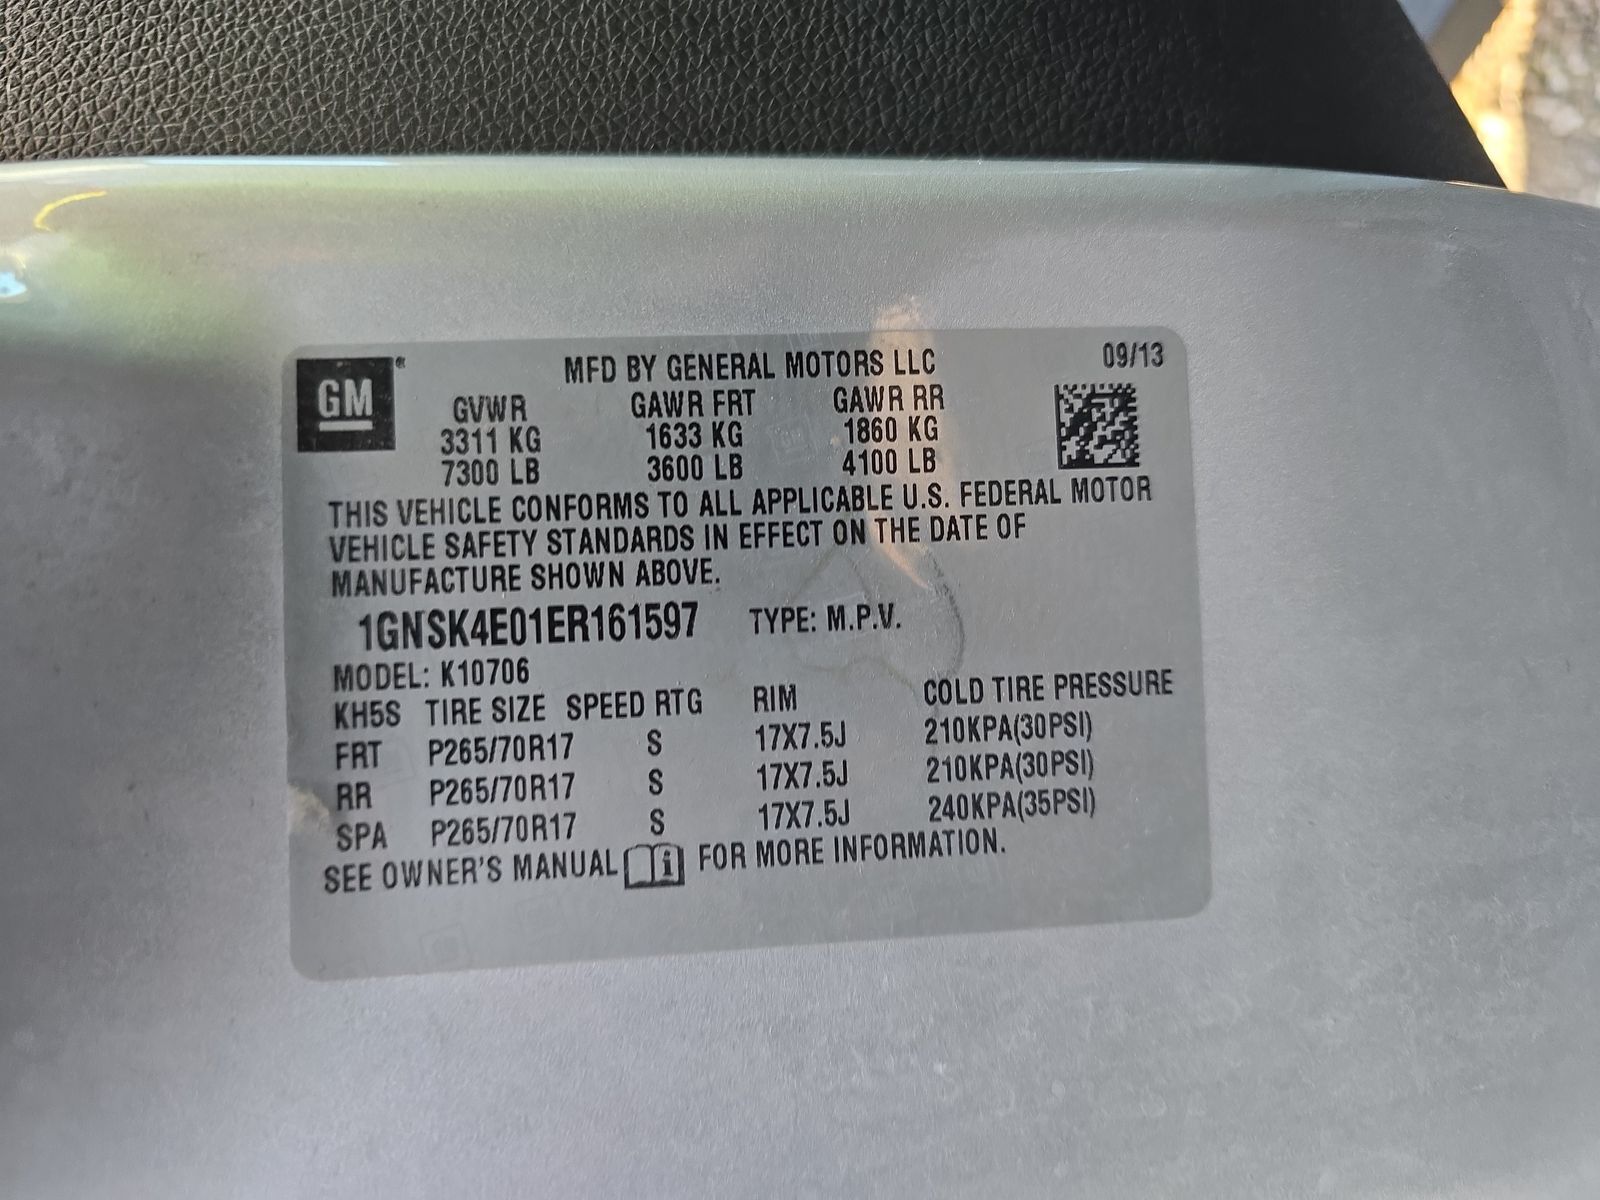 GM®
MFD BY GENERAL MOTORS LLC 09/13
GVWR GAWR FRT GAWR RR
3311 KG 1633 KG 1860 KG
7300 LB 3600 LB 4100 LB
THIS VEHICLE CONFORMS TO ALL APPLICABLE U.S. FEDERAL MOTOR
VEHICLE SAFETY STANDARDS IN EFFECT ON THE DATE OF
MANUFACTURE SHOWN ABOVE.
1GNSK4E01ER161597 TYPE: M.P.V.
MODEL: K10706
KH5S TIRE SIZE SPEED RTG RIM COLD TIRE PRESSURE
FRT P265/70R17 S 17X7.5J 210KPA(30PSI)
RR P265/70R17 S 17X7.5J 210KPA(30PSI)
SPA P265/70R17 S 17X7.5J 240KPA(35PSI)
SEE OWNER'S MANUAL i FOR MORE INFORMATION.